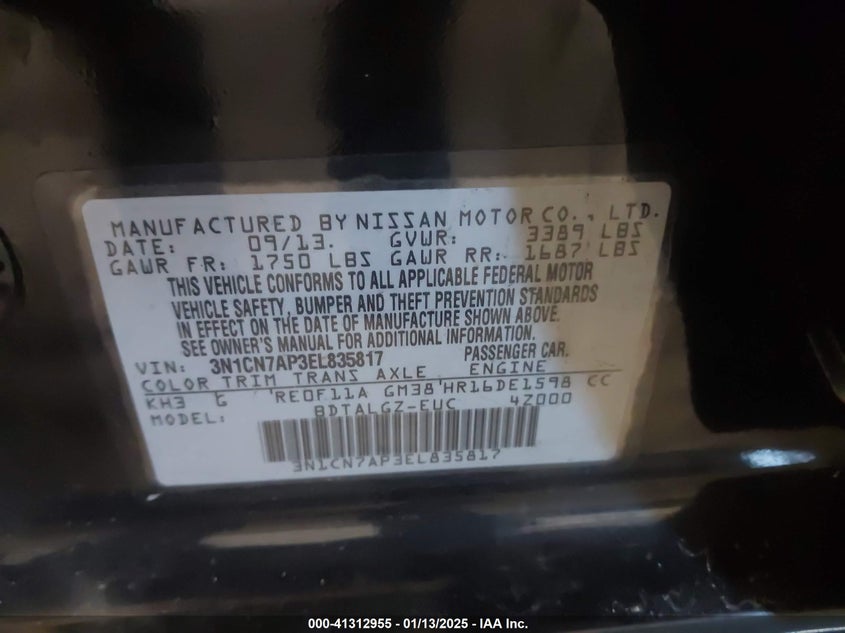 MANUFACTURED BY NISSAN MOTOR CO., LTD.
DATE: 09/13. GVWR: 3389 LBS
GAWR FR: 1750 LBS GAWR RR: 1687 LBS
THIS VEHICLE CONFORMS TO ALL APPLICABLE FEDERAL MOTOR
VEHICLE SAFETY, BUMPER AND THEFT PREVENTION STANDARDS
IN EFFECT ON THE DATE OF MANUFACTURE SHOWN ABOVE.
SEE OWNER'S MANUAL FOR ADDITIONAL INFORMATION.
VIN: 3N1CN7AP3EL835817 PASSENGER CAR.
COLOR TRIM TRANS AXLE ENGINE
KH3 G 'RE0F11A GM38'HR16DE1598 CC
MODEL: BDTALGZ-EUC 4Z000
3N1CN7AP3EL835817
000-41312955 - 01/13/2025 - IAA Inc.